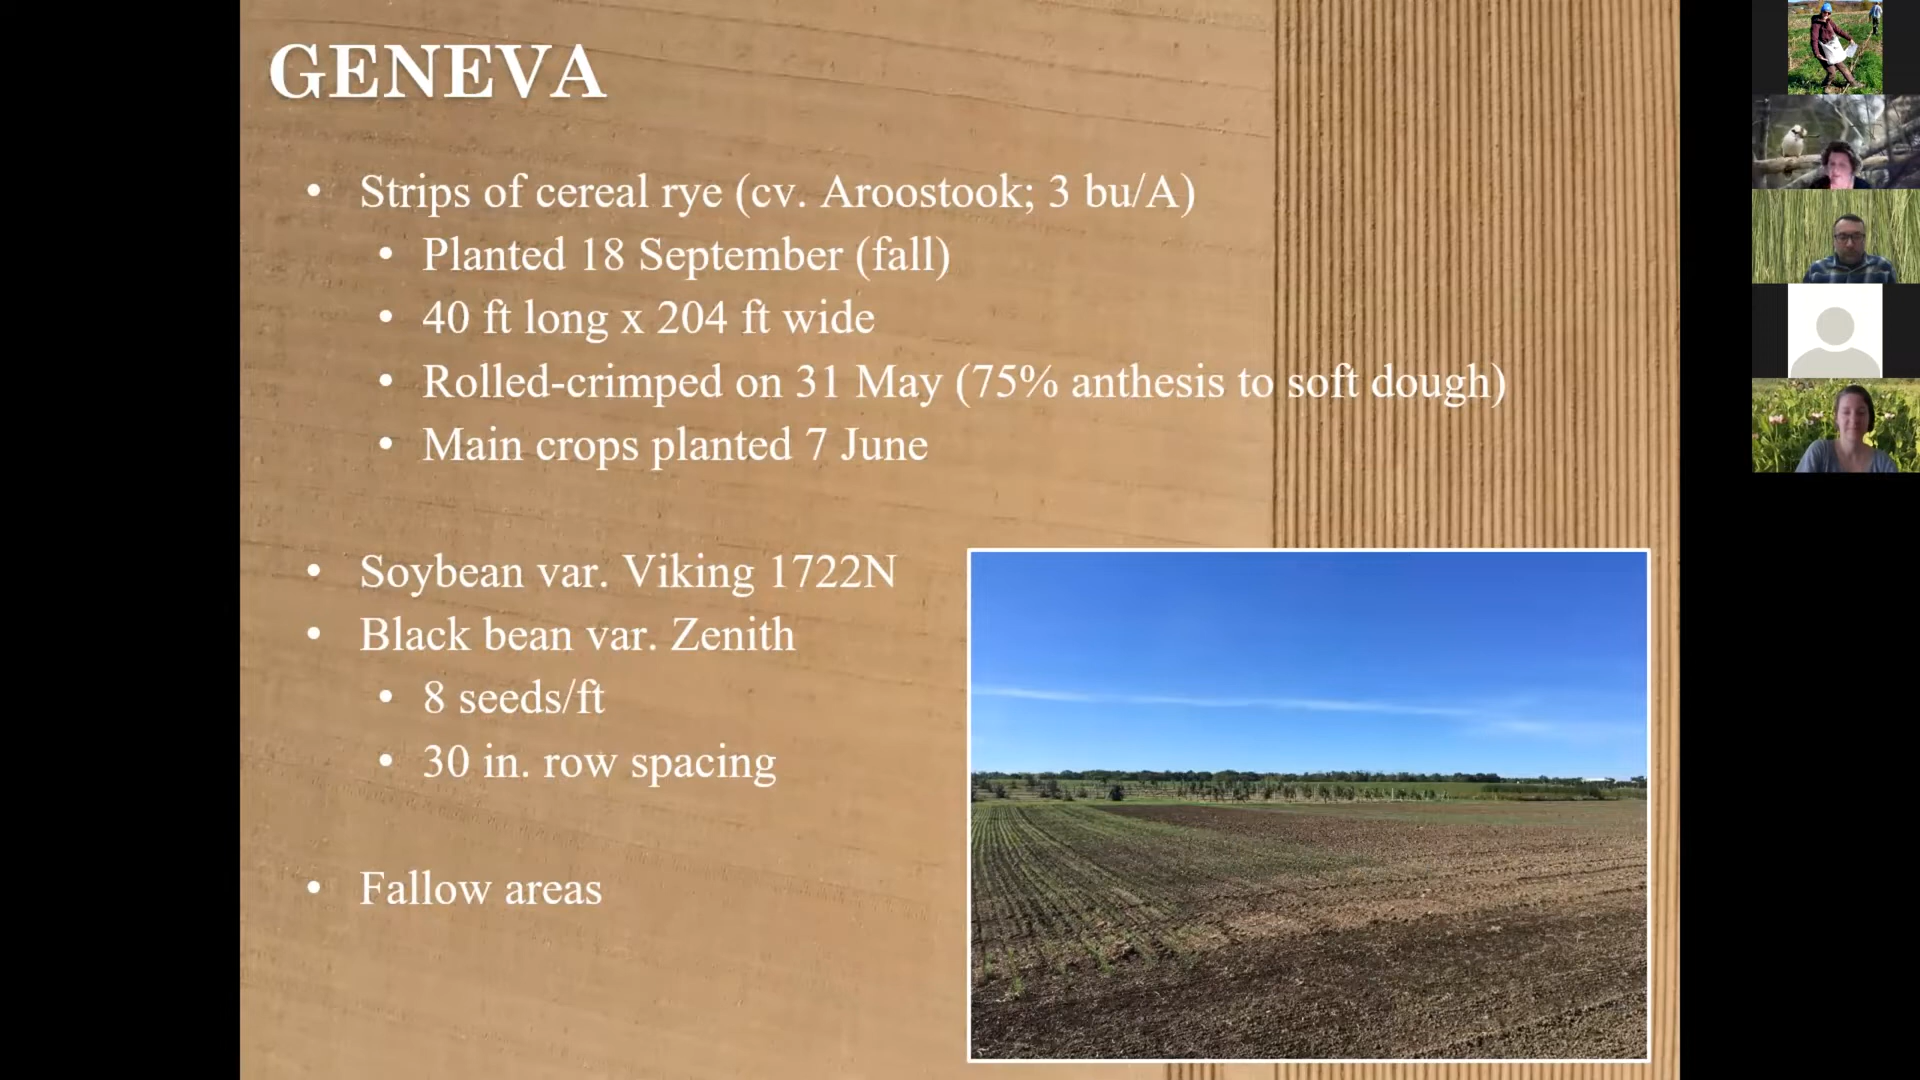 GENEVA
• Strips of cereal rye (cv. Aroostook; 3 bu/A)
• Planted 18 September (fall)
• 40 ft long x 204 ft wide
• Rolled-crimped on 31 May (75% anthesis to soft dough)
• Main crops planted 7 June
• Soybean var. Viking 1722N
• Black bean var. Zenith
• 8 seeds/ft
• 30 in. row spacing
• Fallow areas